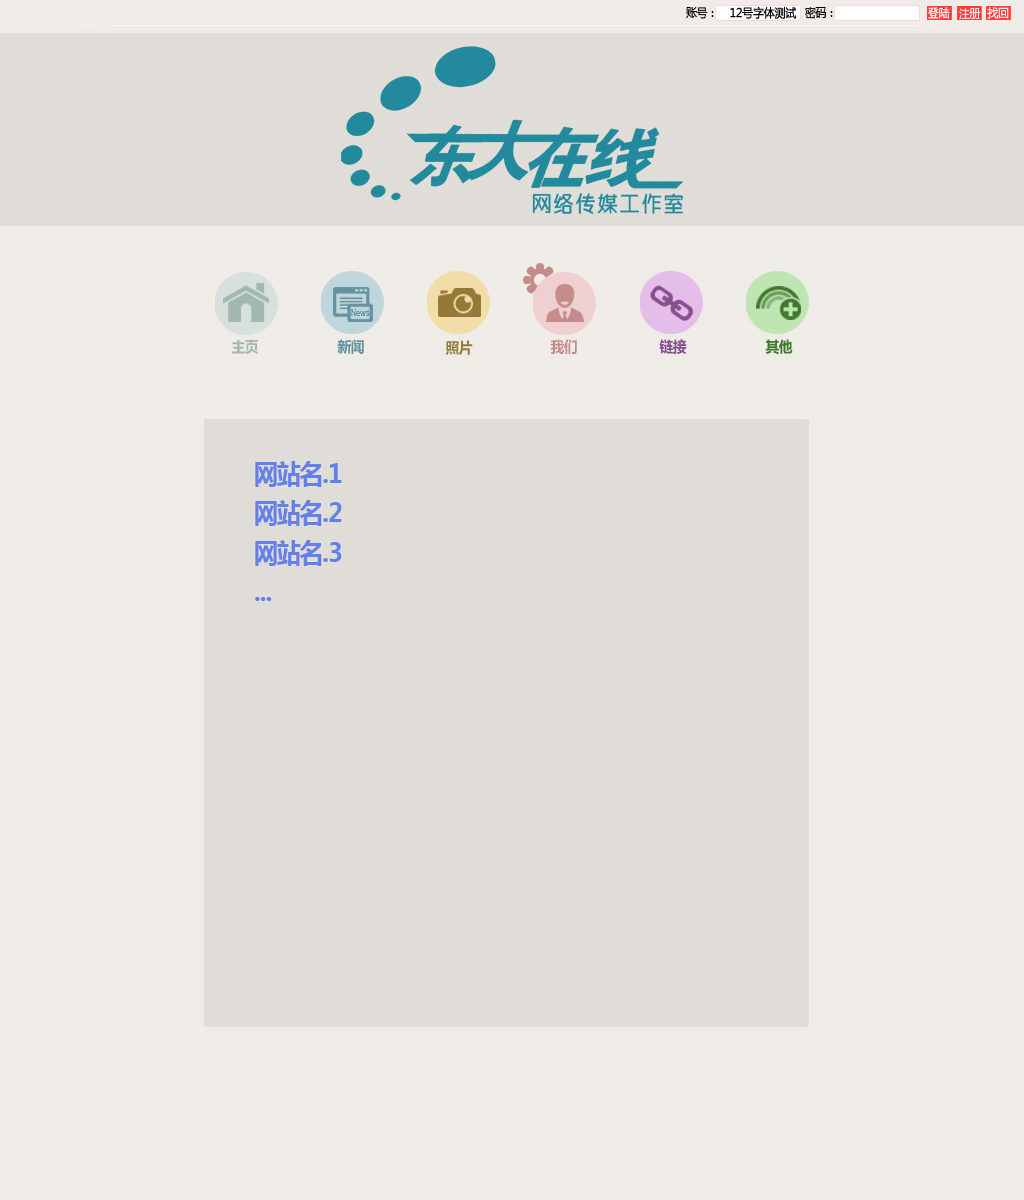 账号： 12号字体测试 密码： 登陆 注册 找回
东大在线
网络传媒工作室
News
主页 新闻 照片 我们 链接 其他
网站名.1
网站名.2
网站名.3
...